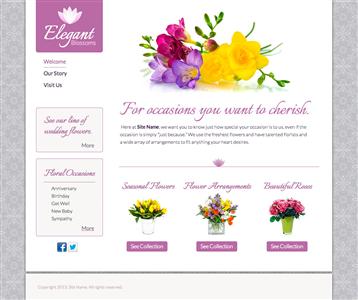 Elegant
Blossoms
Welcome
Our Story
Visit Us
See our line of
wedding flowers.
More
Floral Occasions
Anniversary
Birthday
Get Well
New Baby
Sympathy
More
For occasions you want to cherish.
Here at Site Name, we want you to know just how special your occasion is to us, even if the
occasion is simply "just because." We use the freshest flowers and have talented florists and
a wide array of arrangements to fit anything your heart desires.
Seasonal Flowers
Flower Arrangements
Beautiful Roses
See Collection
See Collection
See Collection
Copyright 2013 Site Name. All rights reserved.